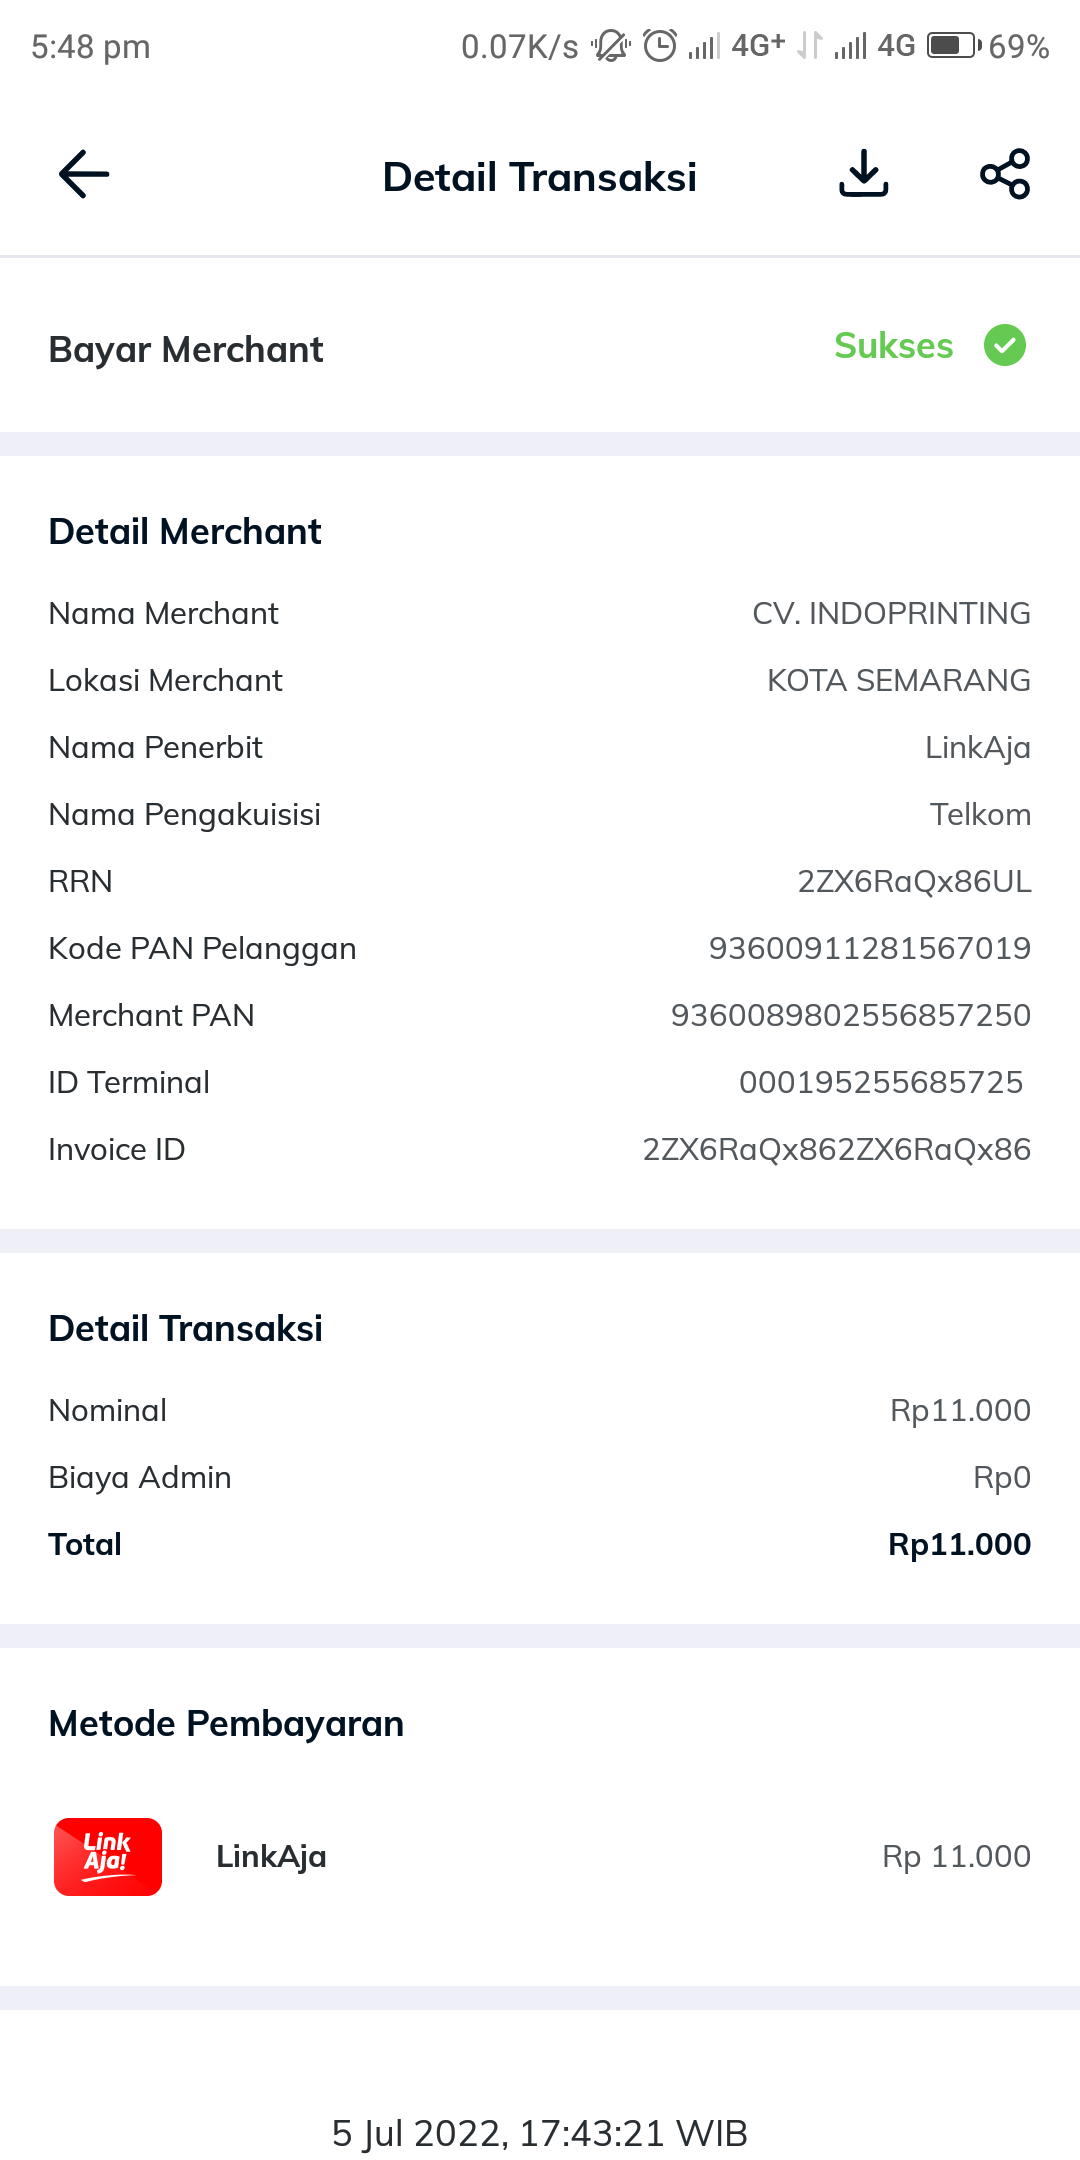 5:48 pm 0.07K/s 4G+ 4G 69%
Detail Transaksi
Bayar Merchant Sukses
Detail Merchant
Nama Merchant CV. INDOPRINTING
Lokasi Merchant KOTA SEMARANG
Nama Penerbit LinkAja
Nama Pengakuisisi Telkom
RRN 2ZX6RaQx86UL
Kode PAN Pelanggan 93600911281567019
Merchant PAN 9360089802556857250
ID Terminal 000195255685725
Invoice ID 2ZX6RaQx862ZX6RaQx86
Detail Transaksi
Nominal Rp11.000
Biaya Admin Rp0
Total Rp11.000
Metode Pembayaran
Link
Aja!
LinkAja Rp 11.000
5 Jul 2022, 17:43:21 WIB